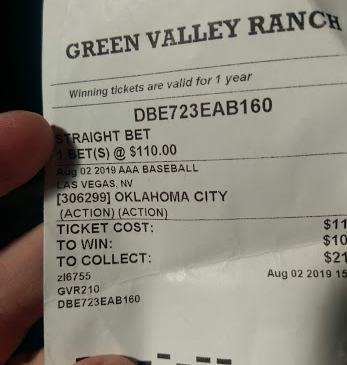 GREEN VALLEY RANCH
Winning tickets are valid for 1 year
DBE723EAB160
STRAIGHT BET
1 BET(S) @ $110.00
Aug 02 2019 AAA BASEBALL
LAS VEGAS, NV
[306299] OKLAHOMA CITY
(ACTION) (ACTION)
TICKET COST: $11
TO WIN: $10
TO COLLECT: $21
zl6755 Aug 02 2019 15
GVR210
DBE723EAB160